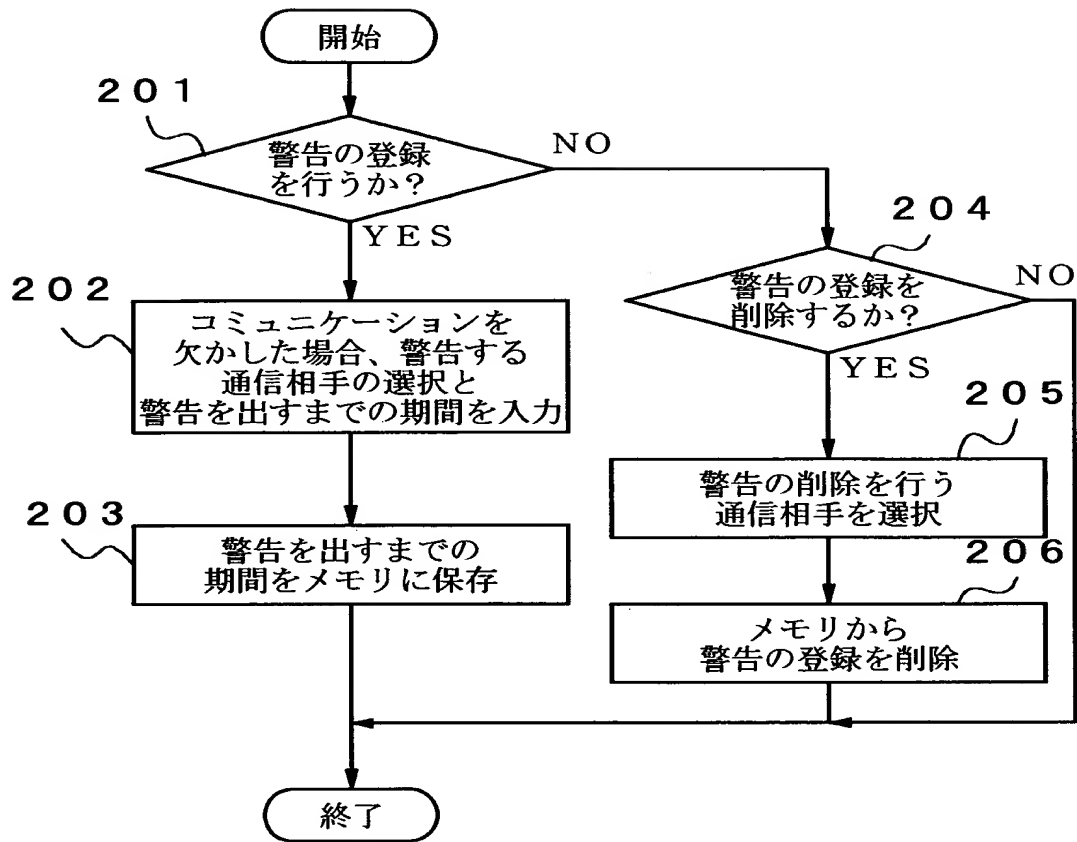 開始
201
警告の登録
を行うか？
NO
YES
202
コミュニケーションを
欠かした場合、警告する
通信相手の選択と
警告を出すまでの期間を入力
203
警告を出すまでの
期間をメモリに保存
204
警告の登録を
削除するか？
NO
YES
205
警告の削除を行う
通信相手を選択
206
メモリから
警告の登録を削除
終了